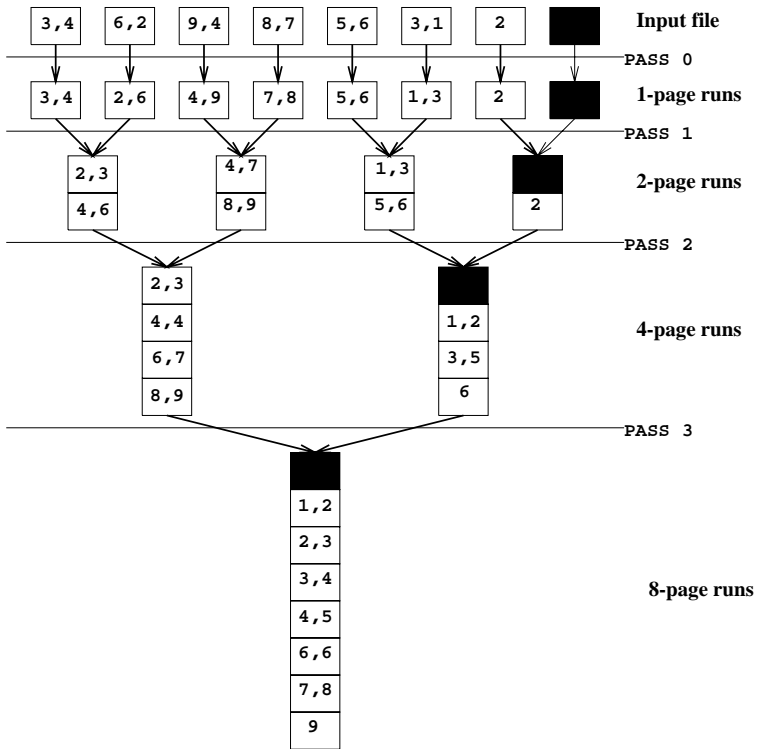 3,4 6,2 9,4 8,7 5,6 3,1 2 Input file
PASS 0
3,4 2,6 4,9 7,8 5,6 1,3 2 1-page runs
PASS 1
2,3 4,7 1,3
2-page runs
4,6 8,9 5,6 2
PASS 2
2,3
4,4 1,2
4-page runs
6,7 3,5
8,9 6
PASS 3
1,2
2,3
3,4
8-page runs
4,5
6,6
7,8
9